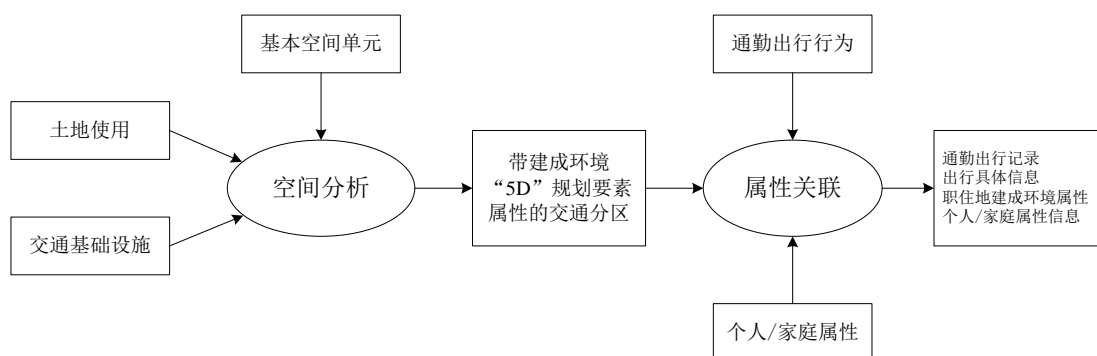 基本空间单元
通勤出行行为
土地使用
交通基础设施
空间分析
带建成环境
“5D”规划要素
属性的交通分区
属性关联
通勤出行记录
出行具体信息
职住地建成环境属性
个人/家庭属性信息
个人/家庭属性